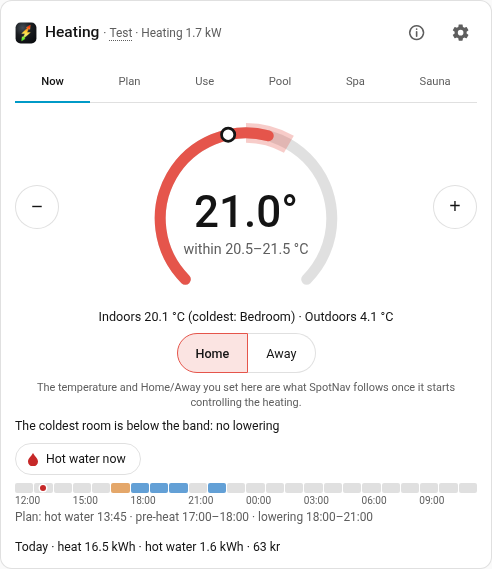 Heating · Test · Heating 1.7 kW
Now Plan Use Pool Spa Sauna
21.0°
within 20.5–21.5 °C
− +
Indoors 20.1 °C (coldest: Bedroom) · Outdoors 4.1 °C
Home Away
The temperature and Home/Away you set here are what SpotNav follows once it starts
controlling the heating.
The coldest room is below the band: no lowering
Hot water now
12:00 15:00 18:00 21:00 00:00 03:00 06:00 09:00
Plan: hot water 13:45 · pre-heat 17:00–18:00 · lowering 18:00–21:00
Today · heat 16.5 kWh · hot water 1.6 kWh · 63 kr